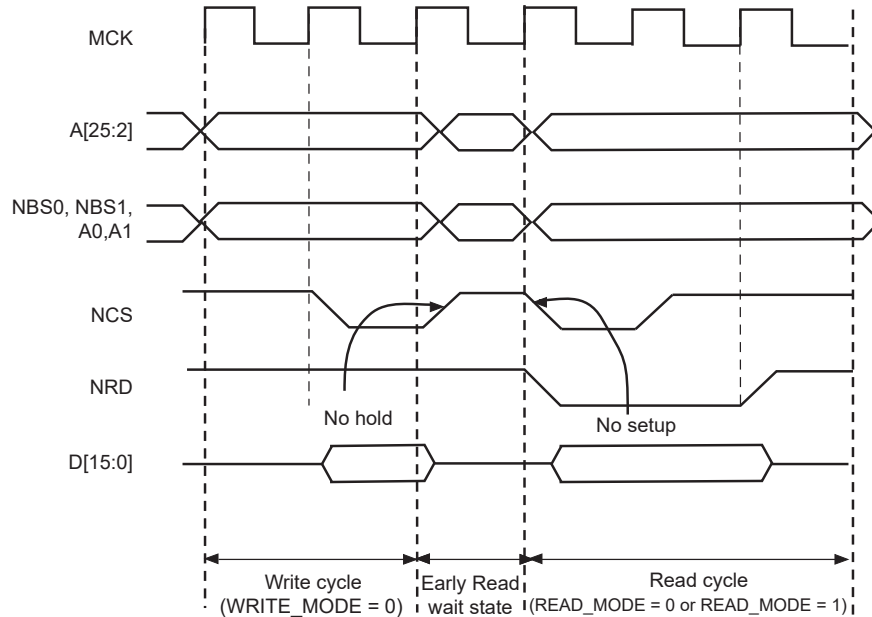 MCK
A[25:2]
NBS0, NBS1,
A0,A1
NCS
NRD
No hold
No setup
D[15:0]
Write cycle
(WRITE_MODE = 0)
Early Read
wait state
Read cycle
(READ_MODE = 0 or READ_MODE = 1)